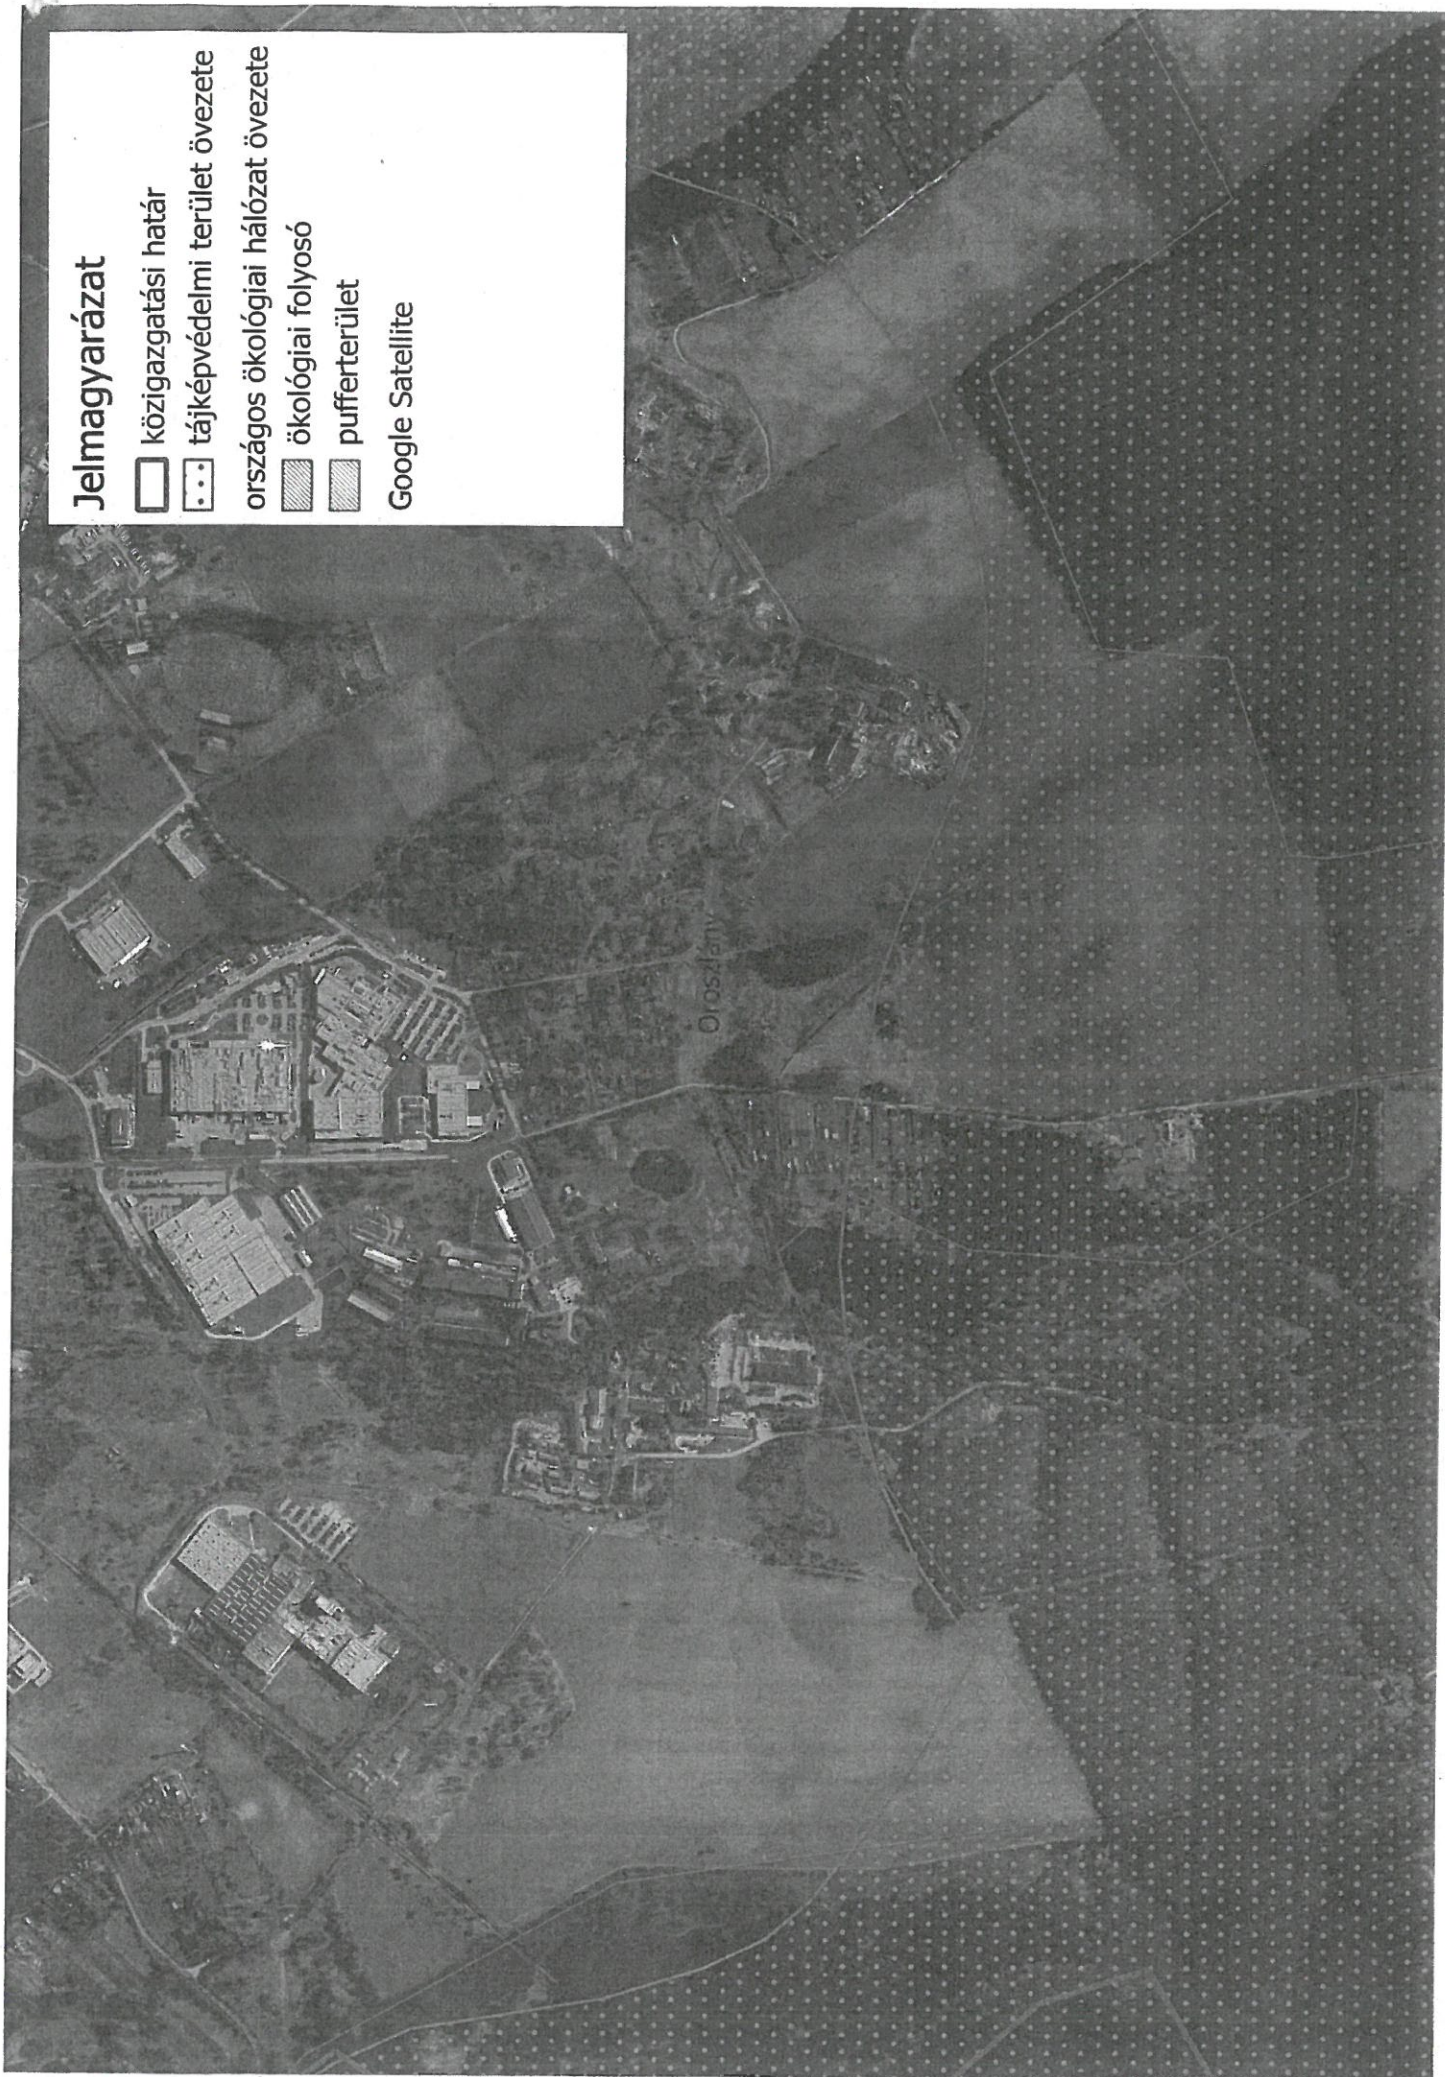 Jelmagyarázat
közigazgatási határ
tájképvédelmi terület övezete
országos ökológiai hálózat övezete
ökológiai folyosó
pufferterület
Google Satellite
Oroszlány